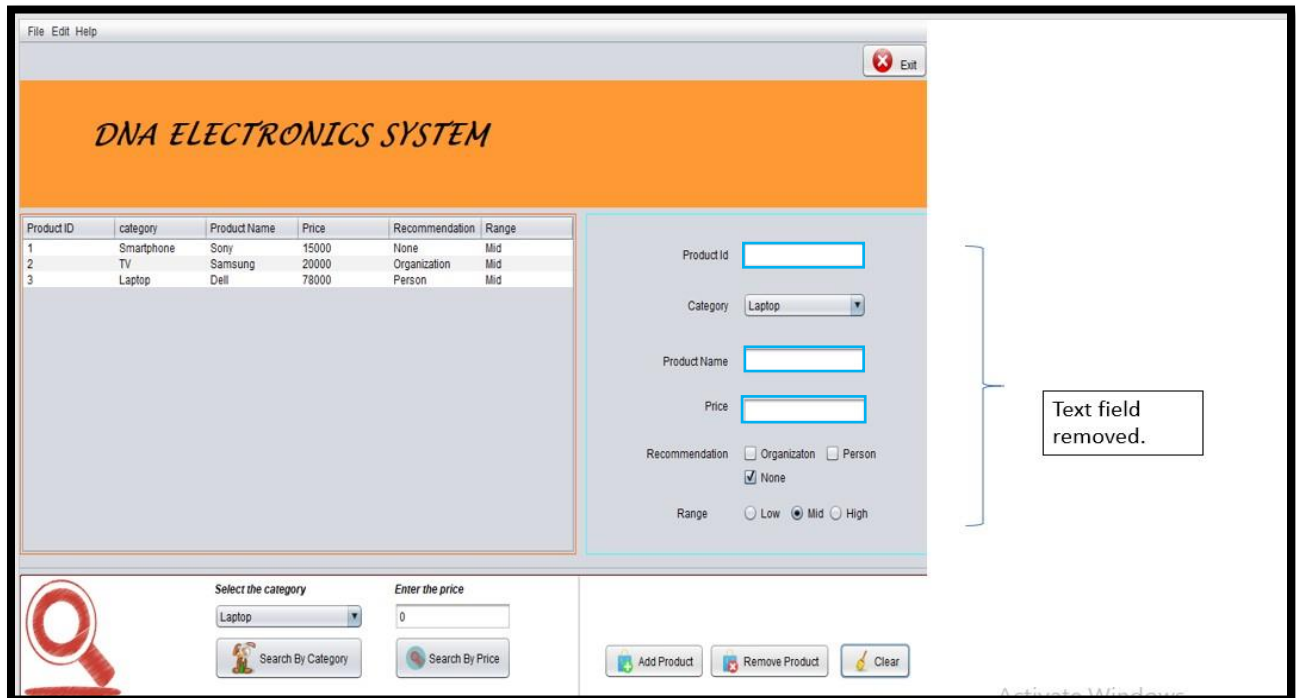 File Edit Help
Exit
DNA ELECTRONICS SYSTEM
Product ID category Product Name Price Recommendation Range
1 Smartphone Sony 15000 None Mid
2 TV Samsung 20000 Organization Mid
3 Laptop Dell 78000 Person Mid
Product Id
Category Laptop
Product Name
Price
Recommendation Organizaton Person
None
Range Low Mid High
Text field
removed.
Select the category Enter the price
Laptop 0
Search By Category Search By Price
Add Product Remove Product Clear
Activate Windows